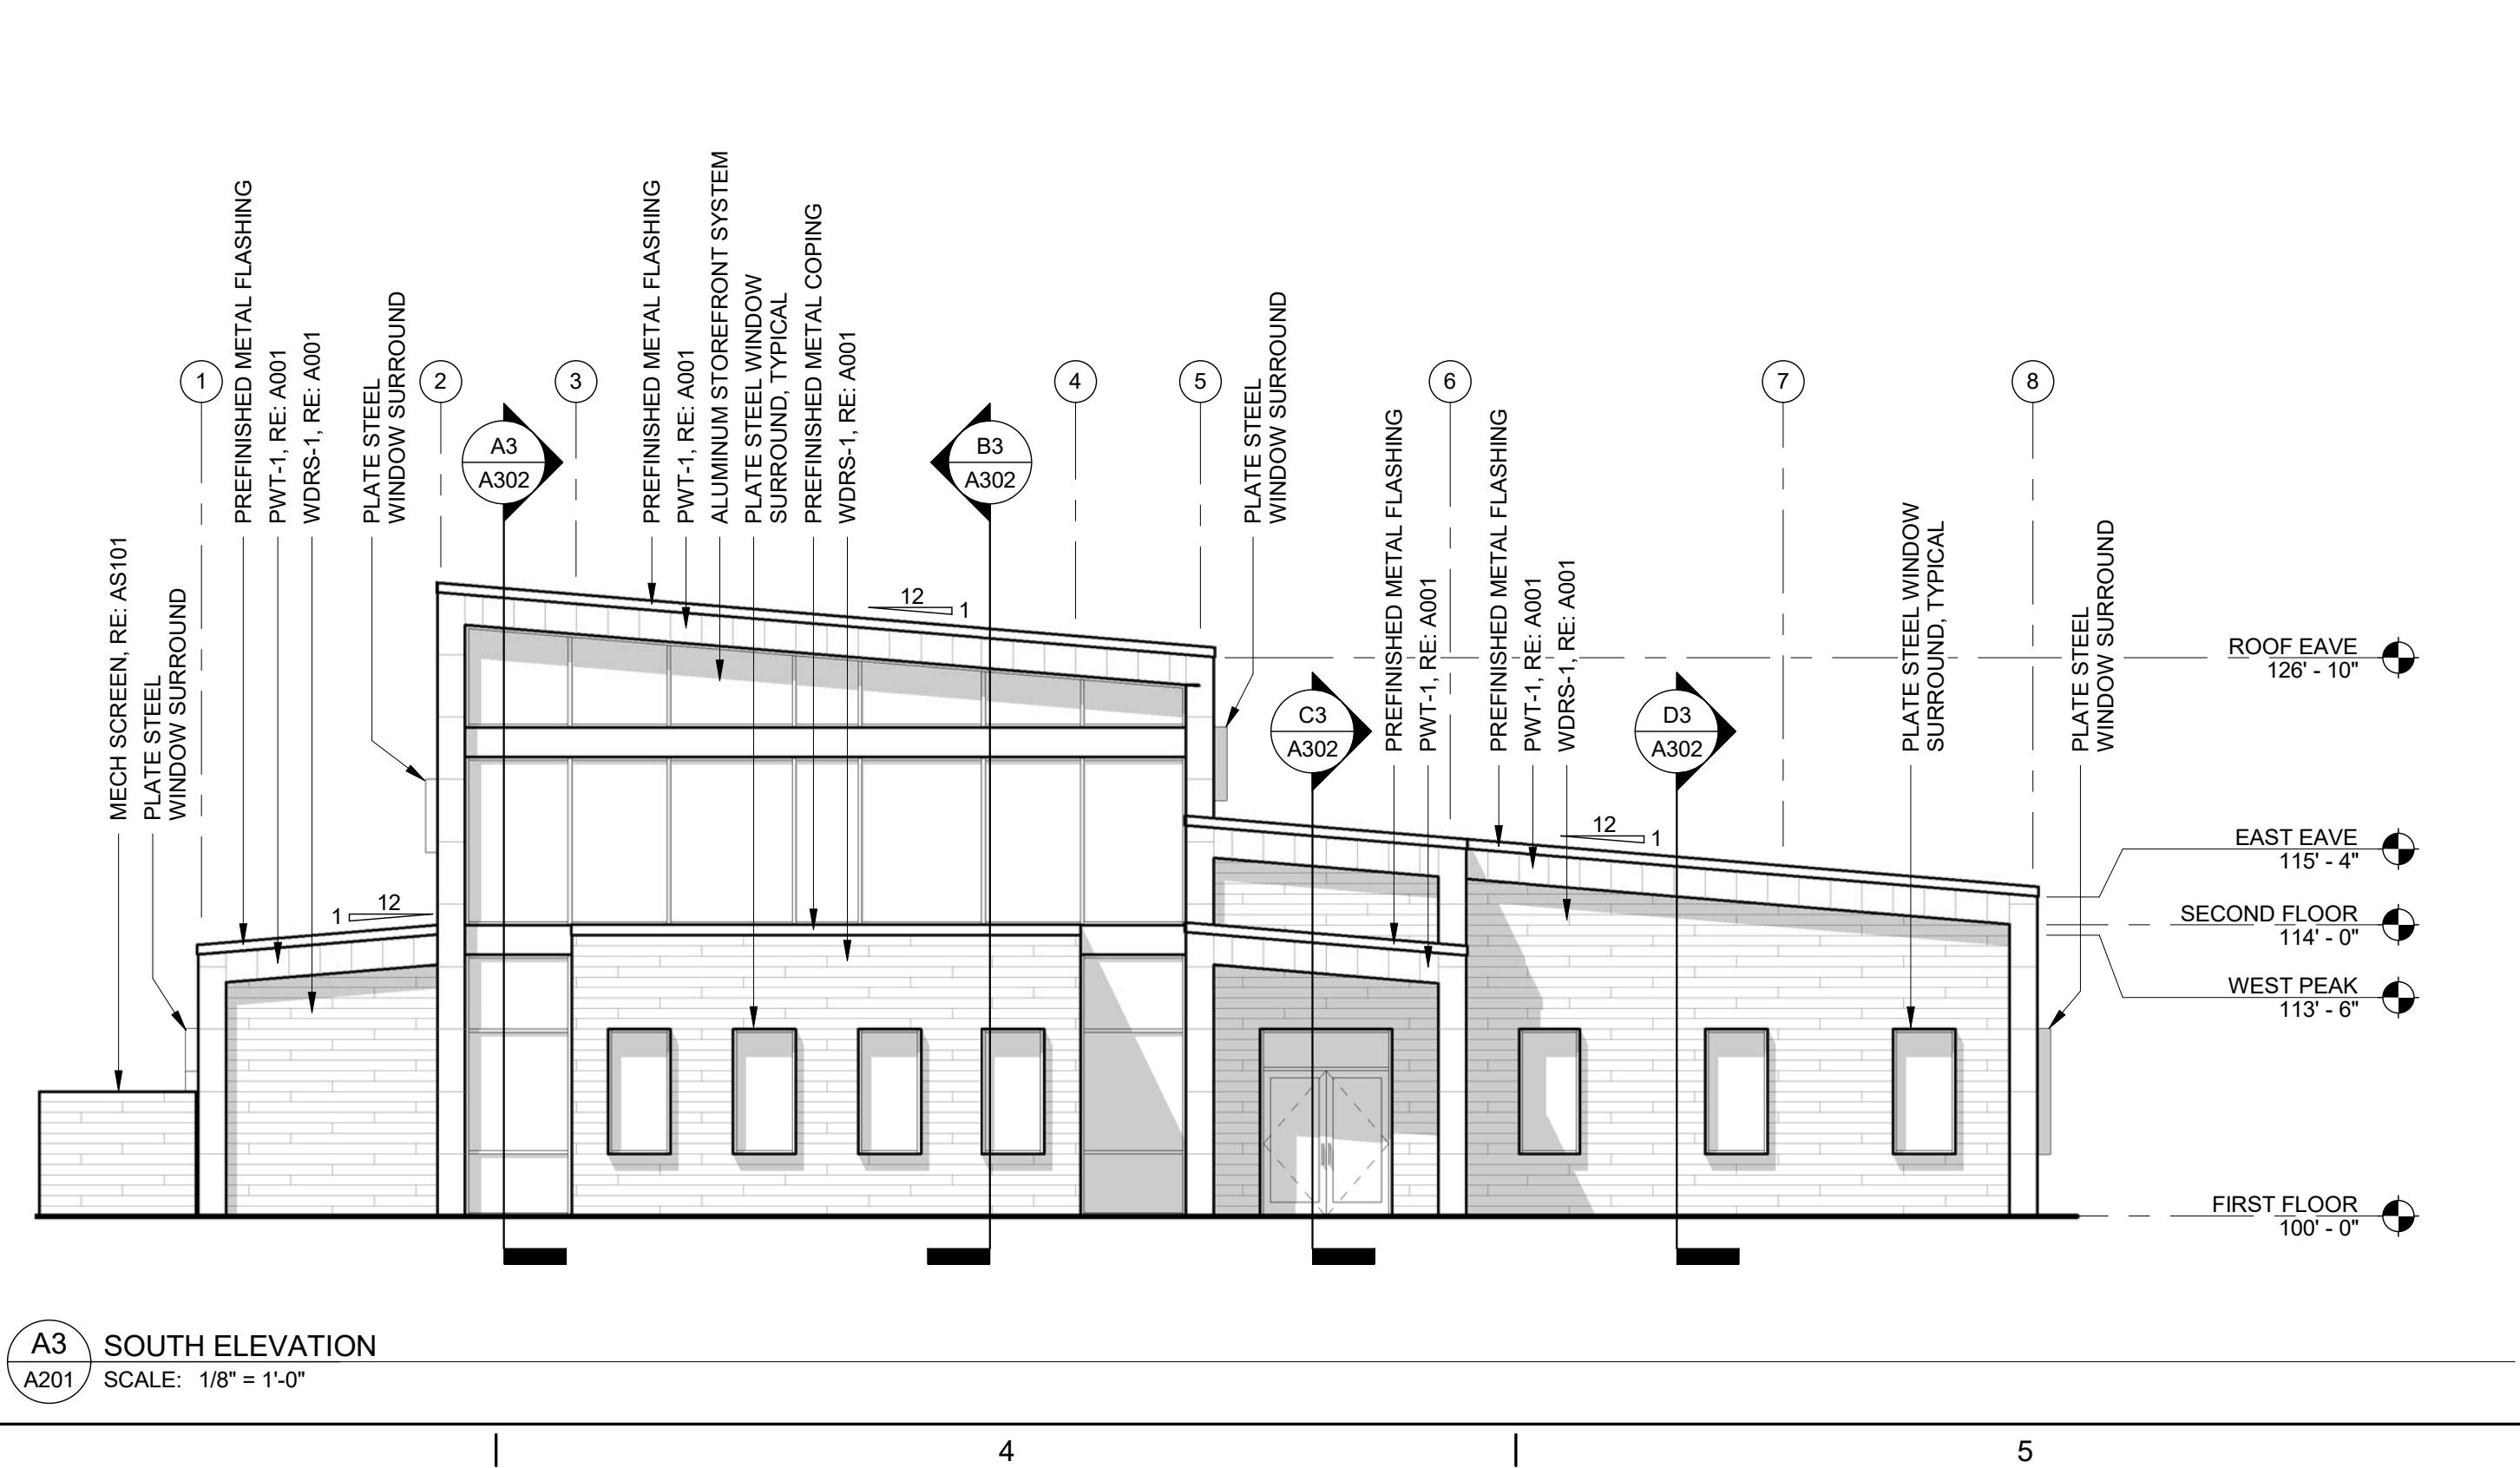 MECH SCREEN, RE: AS101
PLATE STEEL
WINDOW SURROUND
1
PREFINISHED METAL FLASHING
PWT-1, RE: A001
WDRS-1, RE: A001
PLATE STEEL
WINDOW SURROUND
2
A3
A302
3
PREFINISHED METAL FLASHING
PWT-1, RE: A001
ALUMINUM STOREFRONT SYSTEM
PLATE STEEL WINDOW
SURROUND, TYPICAL
PREFINISHED METAL COPING
WDRS-1, RE: A001
B3
A302
4
5
PLATE STEEL
WINDOW SURROUND
C3
A302
PREFINISHED METAL FLASHING
PWT-1, RE: A001
6
PREFINISHED METAL FLASHING
PWT-1, RE: A001
WDRS-1, RE: A001
D3
A302
7
PLATE STEEL WINDOW
SURROUND, TYPICAL
8
PLATE STEEL
WINDOW SURROUND
12
1
12
1
1
12
ROOF EAVE
126' - 10"
EAST EAVE
115' - 4"
SECOND FLOOR
114' - 0"
WEST PEAK
113' - 6"
FIRST FLOOR
100' - 0"
A3
A201
SOUTH ELEVATION
SCALE: 1/8" = 1'-0"
4
5